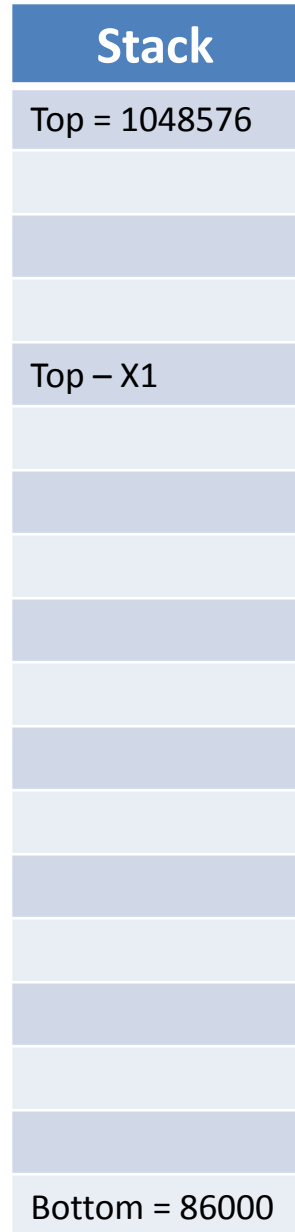 Stack
Top = 1048576
Top – X1
Bottom = 86000